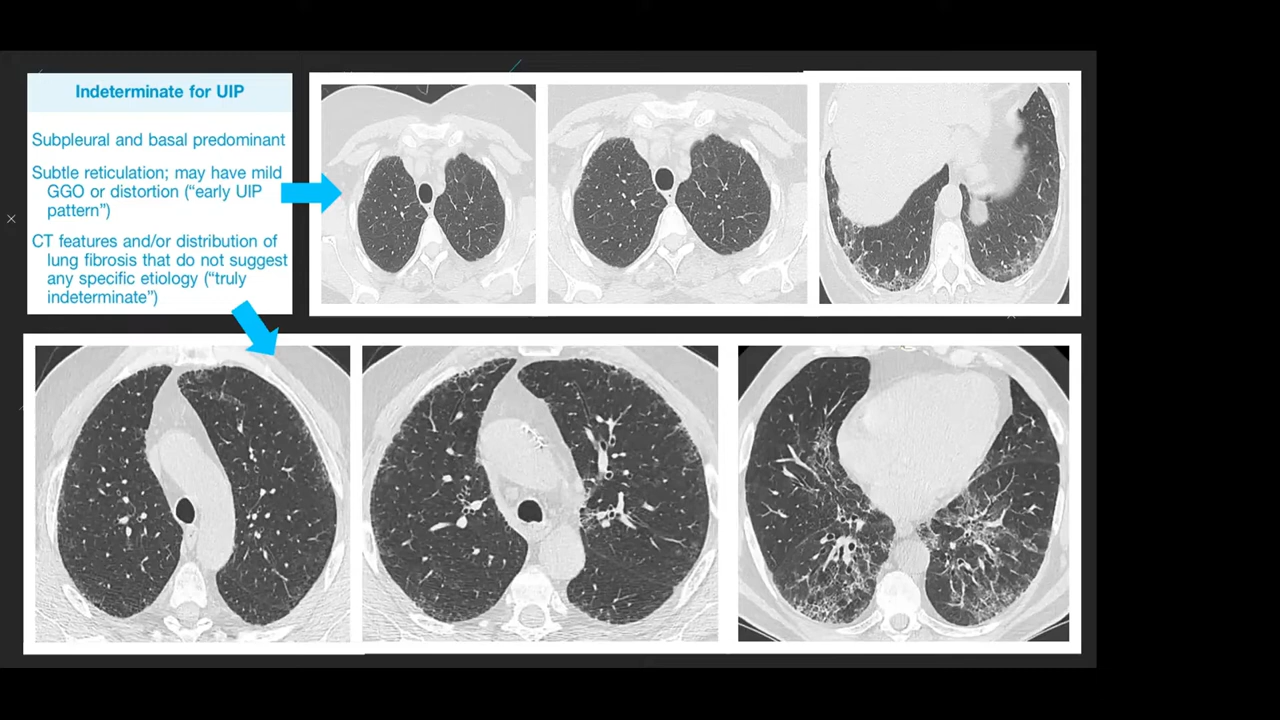 Indeterminate for UIP
Subpleural and basal predominant
Subtle reticulation; may have mild
GGO or distortion (“early UIP
pattern”)
CT features and/or distribution of
lung fibrosis that do not suggest
any specific etiology (“truly
indeterminate”)